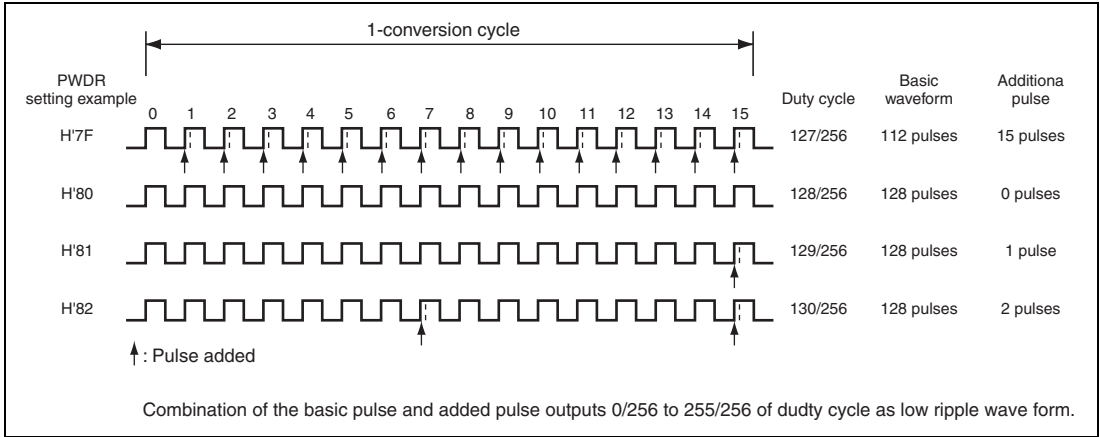 1-conversion cycle
PWDR
setting example
Duty cycle
Basic
waveform
Additiona
pulse
0 1 2 3 4 5 6 7 8 9 10 11 12 13 14 15
H'7F 127/256 112 pulses 15 pulses
H'80 128/256 128 pulses 0 pulses
H'81 129/256 128 pulses 1 pulse
H'82 130/256 128 pulses 2 pulses
: Pulse added
Combination of the basic pulse and added pulse outputs 0/256 to 255/256 of dudty cycle as low ripple wave form.